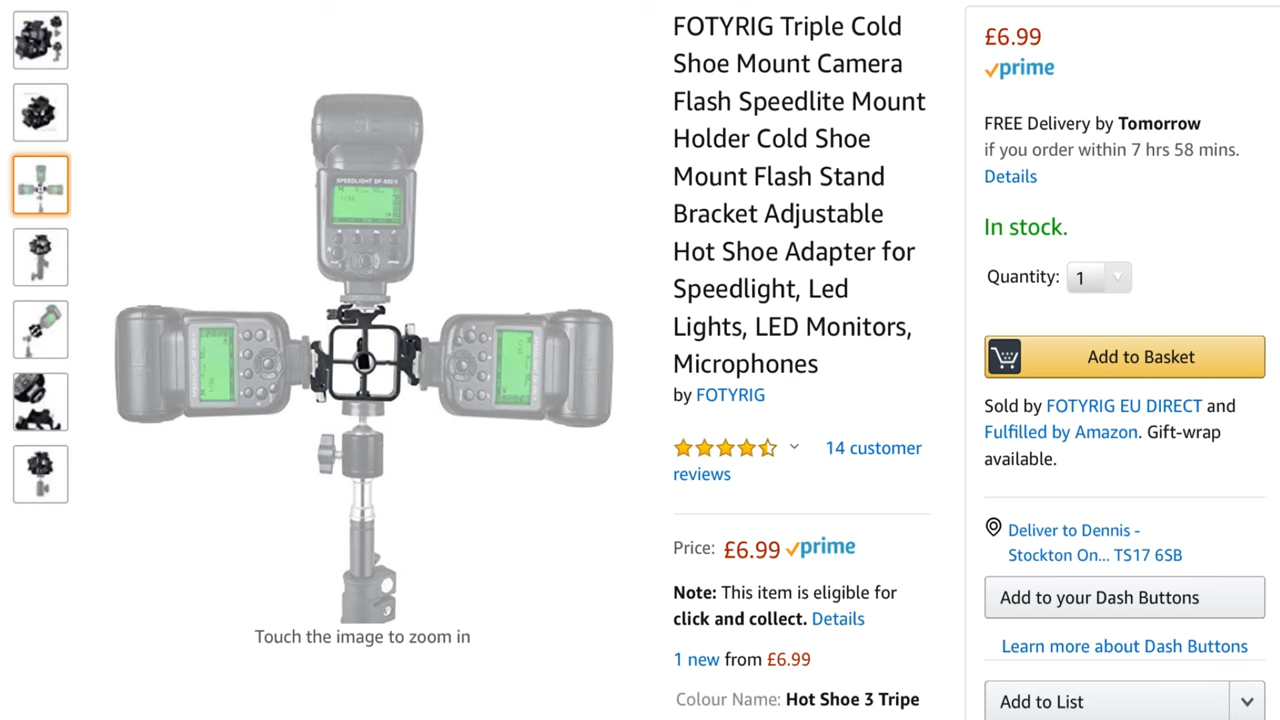 SPEEDLIGHT DF-550 II
1/32
Touch the image to zoom in
FOTYRIG Triple Cold
Shoe Mount Camera
Flash Speedlite Mount
Holder Cold Shoe
Mount Flash Stand
Bracket Adjustable
Hot Shoe Adapter for
Speedlight, Led
Lights, LED Monitors,
Microphones
by FOTYRIG
14 customer
reviews
Price: £6.99 prime
Note: This item is eligible for
click and collect. Details
1 new from £6.99
Colour Name: Hot Shoe 3 Tripe
£6.99
prime
FREE Delivery by Tomorrow
if you order within 7 hrs 58 mins.
Details
In stock.
Quantity: 1
Add to Basket
Sold by FOTYRIG EU DIRECT and
Fulfilled by Amazon. Gift-wrap
available.
Deliver to Dennis -
Stockton On... TS17 6SB
Add to your Dash Buttons
Learn more about Dash Buttons
Add to List